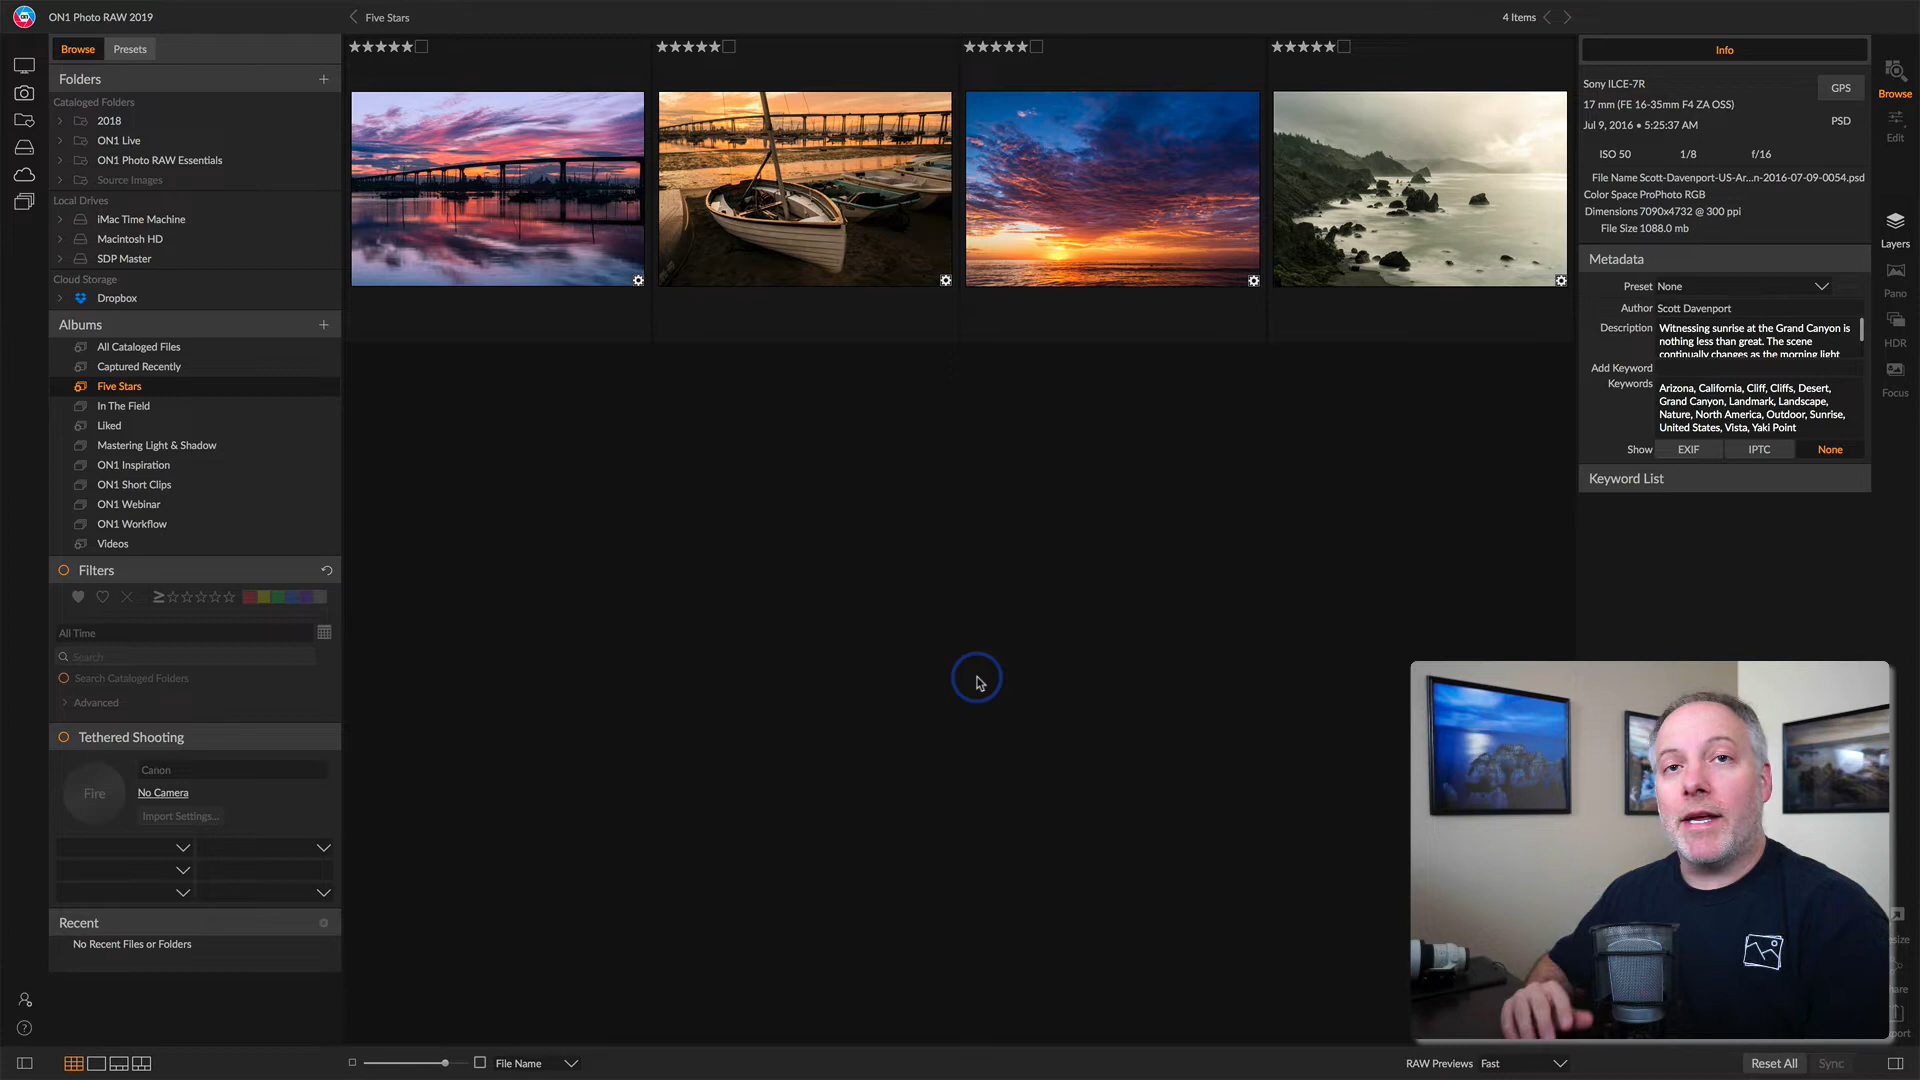 ON1 Photo RAW 2019
Five Stars
4 Items
Browse
Presets
Folders
Cataloged Folders
2018
ON1 Live
ON1 Photo RAW Essentials
Source Images
Local Drives
iMac Time Machine
Macintosh HD
SDP Master
Cloud Storage
Dropbox
Albums
All Cataloged Files
Captured Recently
Five Stars
In The Field
Liked
Mastering Light & Shadow
ON1 Inspiration
ON1 Short Clips
ON1 Webinar
ON1 Workflow
Videos
Filters
All Time
Search
Search Cataloged Folders
Advanced
Tethered Shooting
Canon
Fire
No Camera
Import Settings...
Recent
No Recent Files or Folders
File Name
RAW Previews Fast
Reset All
Sync
Info
Sony ILCE-7R
GPS
17 mm (FE 16-35mm F4 ZA OSS)
Jul 9, 2016 • 5:25:37 AM
PSD
ISO 50 1/8 f/16
File Name Scott-Davenport-US-Ar...n-2016-07-09-0054.psd
Color Space ProPhoto RGB
Dimensions 7090x4732 @ 300 ppi
File Size 1088.0 mb
Metadata
Preset None
Author Scott Davenport
Description Witnessing sunrise at the Grand Canyon is
nothing less than great. The scene
continually changes as the morning light
Add Keyword
Keywords Arizona, California, Cliff, Cliffs, Desert,
Grand Canyon, Landmark, Landscape,
Nature, North America, Outdoor, Sunrise,
United States, Vista, Yaki Point
Show EXIF IPTC None
Keyword List
Browse
Edit
Layers
Pano
HDR
Focus